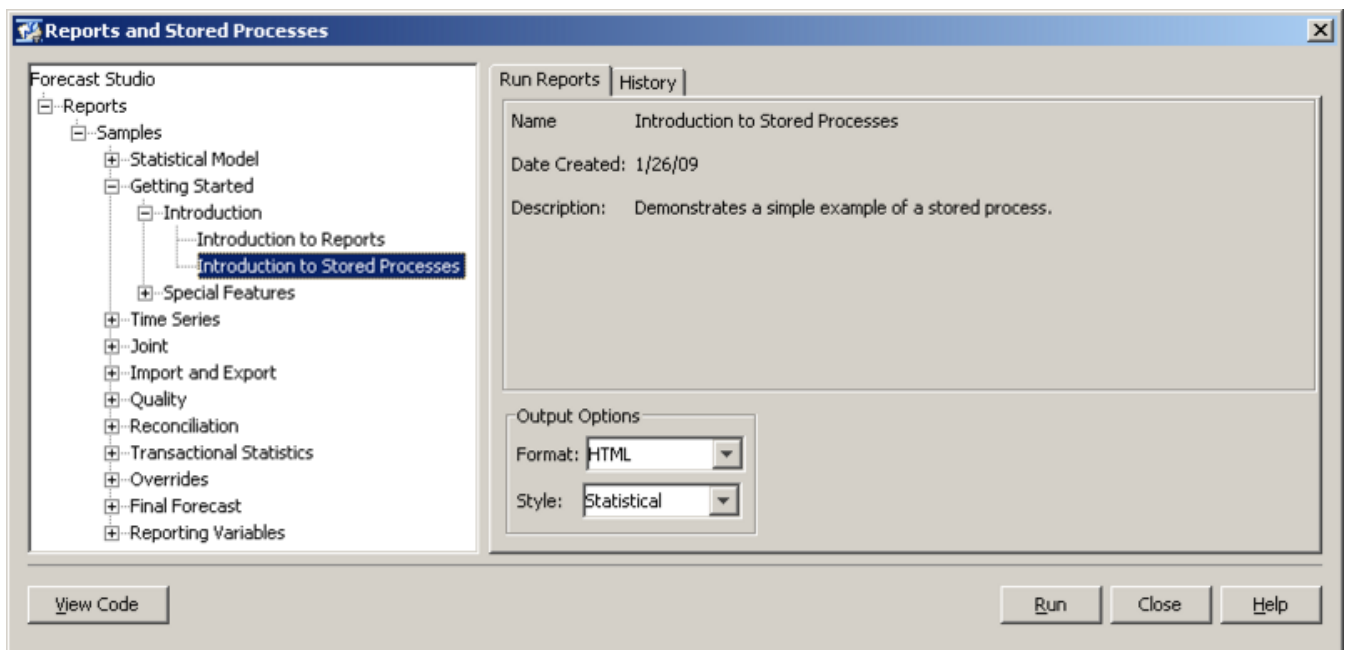 Reports and Stored Processes
Forecast Studio
Reports
Samples
Statistical Model
Getting Started
Introduction
Introduction to Reports
Introduction to Stored Processes
Special Features
Time Series
Joint
Import and Export
Quality
Reconciliation
Transactional Statistics
Overrides
Final Forecast
Reporting Variables
Run Reports History
Name Introduction to Stored Processes
Date Created: 1/26/09
Description: Demonstrates a simple example of a stored process.
Output Options
Format: HTML
Style: Statistical
View Code Run Close Help